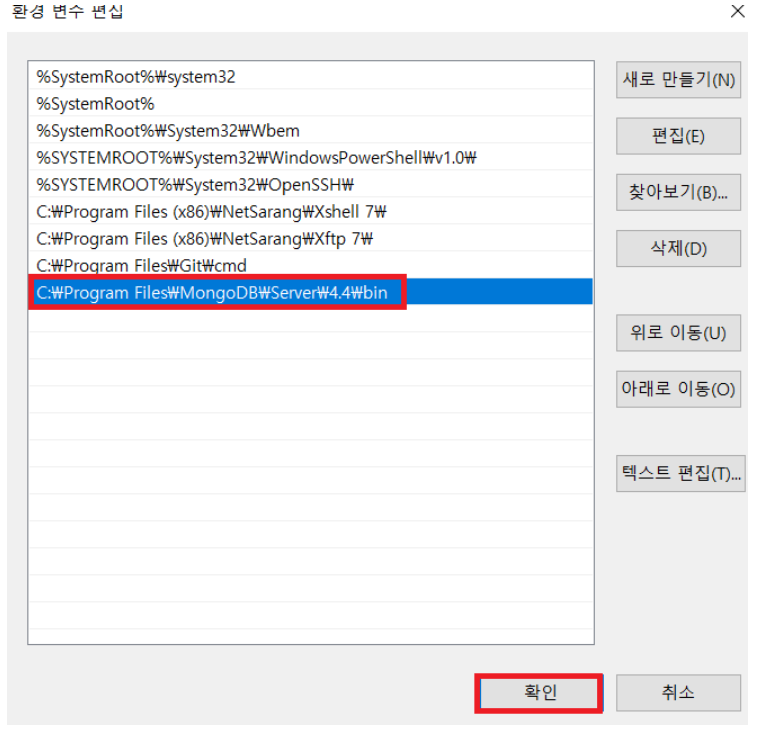 환경 변수 편집
%SystemRoot%₩system32
%SystemRoot%
%SystemRoot%₩System32₩Wbem
%SYSTEMROOT%₩System32₩WindowsPowerShell₩v1.0₩
%SYSTEMROOT%₩System32₩OpenSSH₩
C:₩Program Files (x86)₩NetSarang₩Xshell 7₩
C:₩Program Files (x86)₩NetSarang₩Xftp 7₩
C:₩Program Files₩Git₩cmd
C:₩Program Files₩MongoDB₩Server₩4.4₩bin
새로 만들기(N)
편집(E)
찾아보기(B)...
삭제(D)
위로 이동(U)
아래로 이동(O)
텍스트 편집(T)...
확인
취소